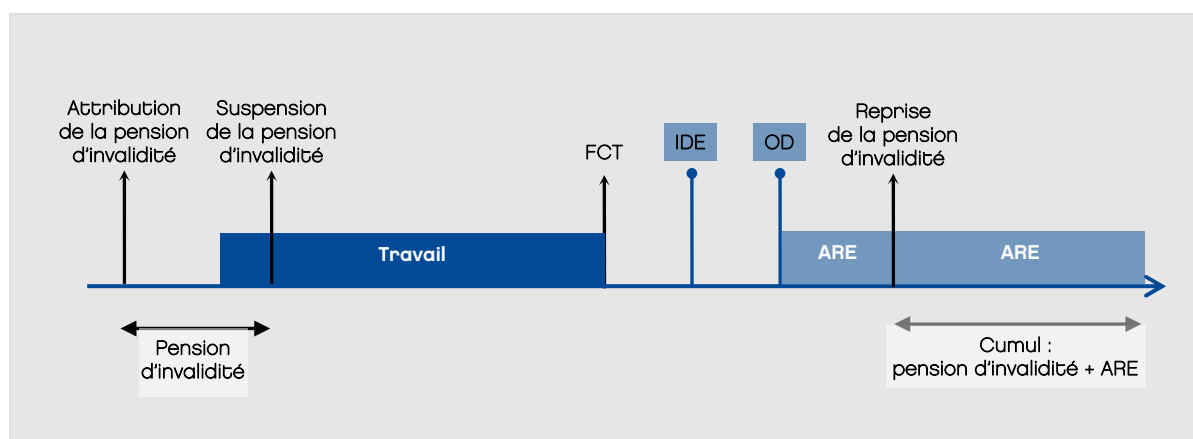 Attribution
de la pension
d'invalidité
Suspension
de la pension
d'invalidité
FCT
IDE
OD
Reprise
de la pension
d'invalidité
Travail
ARE
ARE
Pension
d'invalidité
Cumul :
pension d'invalidité + ARE